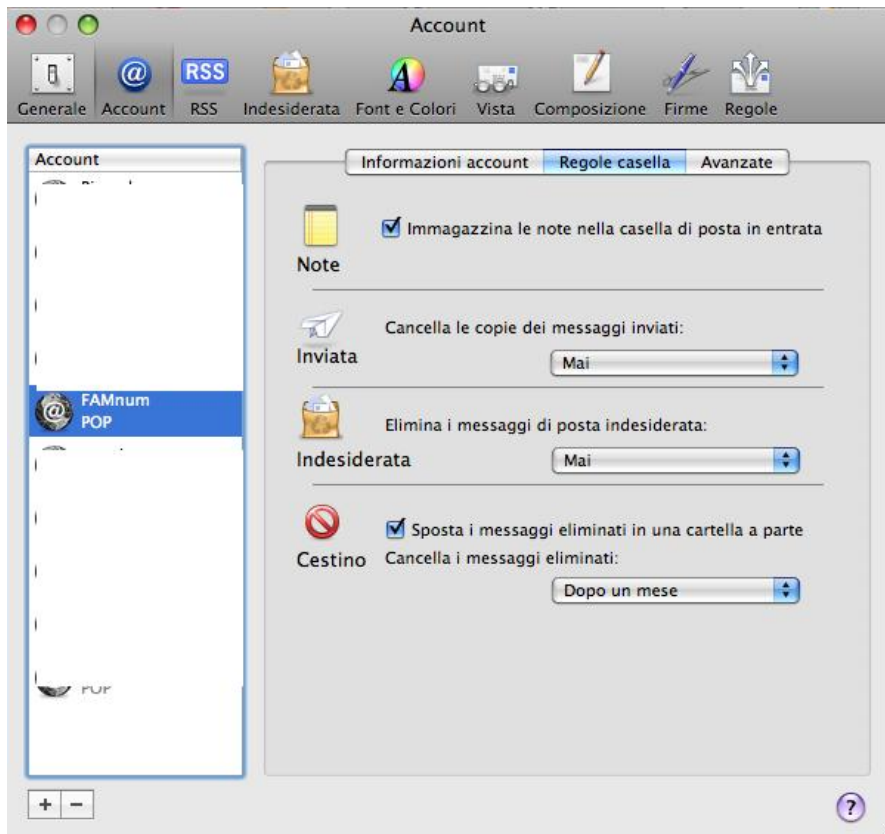 Account
RSS
Generale Account RSS Indesiderata Font e Colori Vista Composizione Firme Regole
Account
Informazioni account Regole casella Avanzate
Immagazzina le note nella casella di posta in entrata
Note
Cancella le copie dei messaggi inviati:
Inviata
Mai
FAMnum
POP
Elimina i messaggi di posta indesiderata:
Indesiderata
Mai
Sposta i messaggi eliminati in una cartella a parte
Cestino Cancella i messaggi eliminati:
Dopo un mese
POP